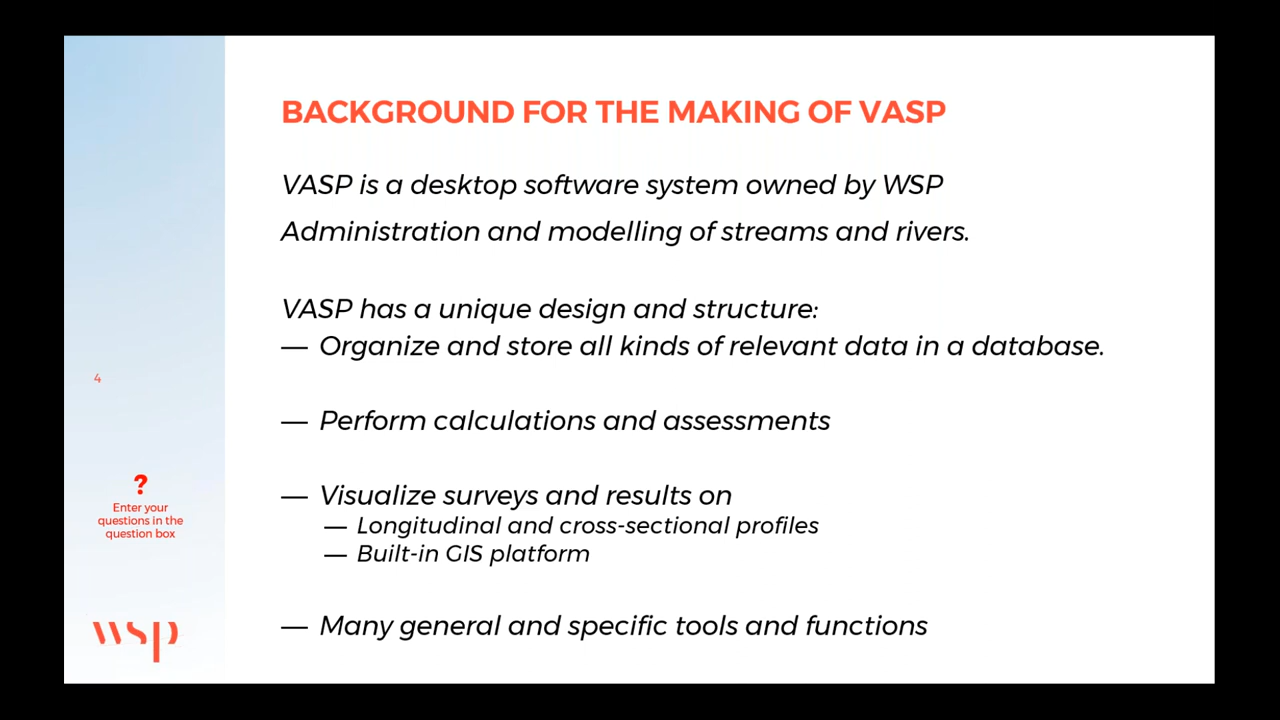 BACKGROUND FOR THE MAKING OF VASP
VASP is a desktop software system owned by WSP
Administration and modelling of streams and rivers.
VASP has a unique design and structure:
— Organize and store all kinds of relevant data in a database.
— Perform calculations and assessments
— Visualize surveys and results on
— Longitudinal and cross-sectional profiles
— Built-in GIS platform
— Many general and specific tools and functions
4
?
Enter your
questions in the
question box
wsp